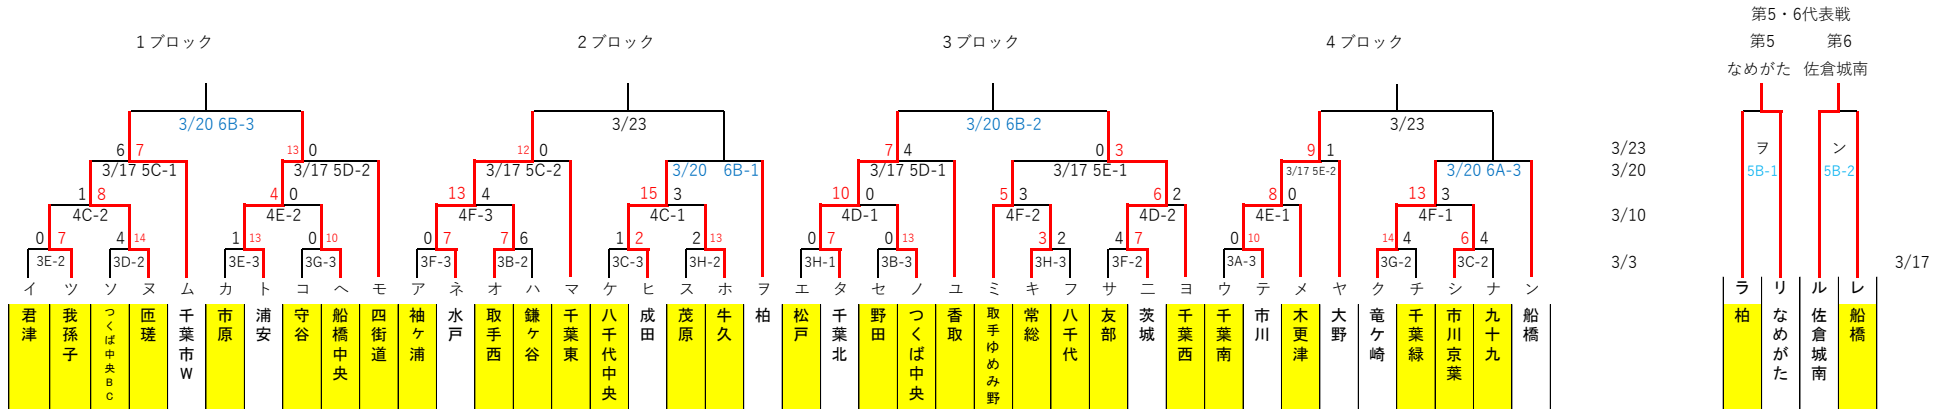 第5・6代表戦
1ブロック 2ブロック 3ブロック 4ブロック 第5 第6
なめがた 佐倉城南
3/20 6B-3 3/23 3/20 6B-2 3/23
6 7 13 0 12 0 7 4 0 3 9 1 3/23 ヲ ン
3/17 5C-1 3/17 5D-2 3/17 5C-2 3/20 6B-1 3/17 5D-1 3/17 5E-1 3/17 5E-2 3/20 6A-3 3/20 5B-1 5B-2
1 8 4 0 13 4 15 3 10 0 5 3 6 2 8 0 13 3
4C-2 4E-2 4F-3 4C-1 4D-1 4F-2 4D-2 4E-1 4F-1 3/10
0 7 4 14 1 13 0 10 0 7 7 6 1 2 2 13 0 7 0 13 3 2 4 7 0 10 14 4 6 4
3E-2 3D-2 3E-3 3G-3 3F-3 3B-2 3C-3 3H-2 3H-1 3B-3 3H-3 3F-2 3A-3 3G-2 3C-2 3/3 3/17
イ ツ ソ ヌ ム カ ト コ ヘ モ ア ネ オ ハ マ ケ ヒ ス ホ ヲ エ タ セ ノ ユ ミ キ フ サ ニ ヨ ウ テ メ ヤ ク チ シ ナ ン ラ リ ル レ
君津
我孫子
つくば中央BC
匝瑳
千葉市W
市原
浦安
守谷
船橋中央
四街道
袖ヶ浦
水戸
取手西
鎌ヶ谷
千葉東
八千代中央
成田
茂原
牛久
柏
松戸
千葉北
野田
つくば中央
香取
取手ゆめみ野
常総
八千代
友部
茨城
千葉西
千葉南
市川
木更津
大野
竜ケ崎
千葉緑
市川京葉
九十九
船橋
柏
なめがた
佐倉城南
船橋